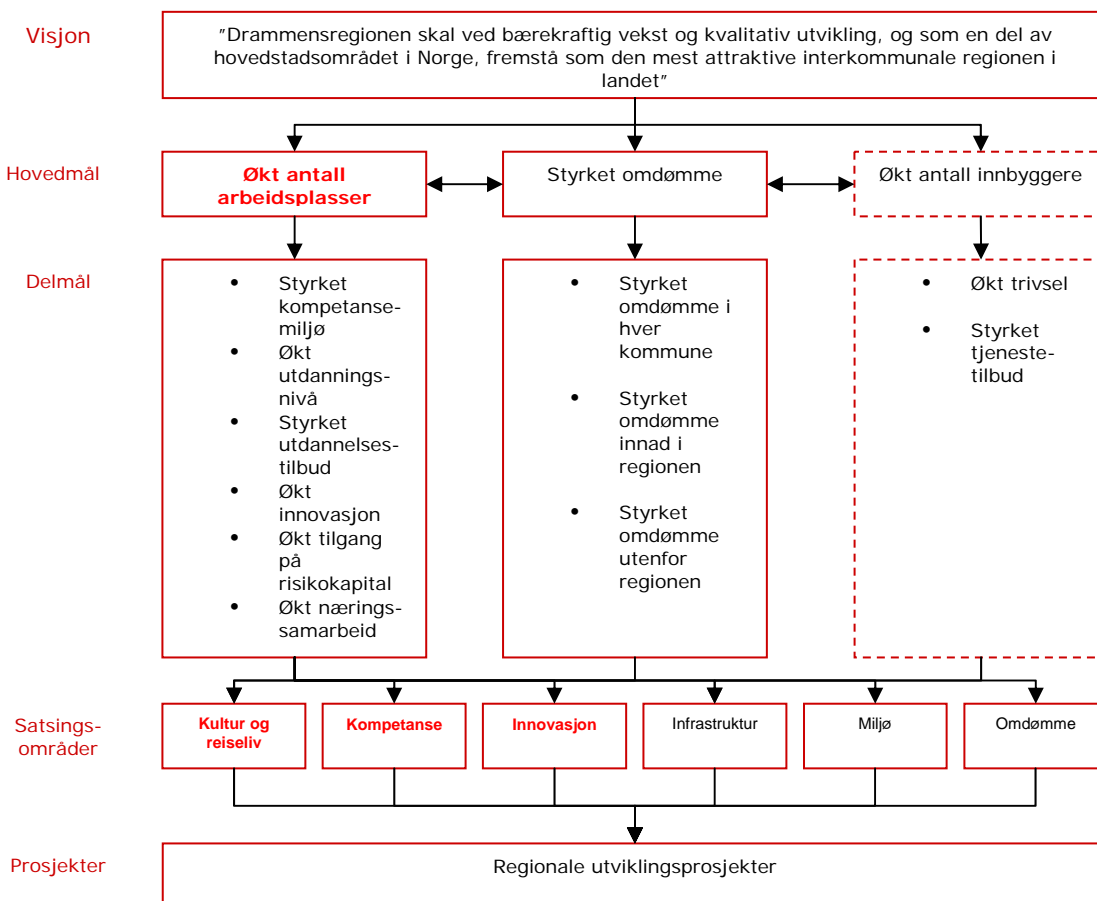 Visjon
"Drammensregionen skal ved bærekraftig vekst og kvalitativ utvikling, og som en del av
hovedstadsområdet i Norge, fremstå som den mest attraktive interkommunale regionen i
landet"
Hovedmål
Økt antall
arbeidsplasser
Styrket omdømme
Økt antall innbyggere
Delmål
• Styrket
kompetanse-
miljø
• Økt
utdannings-
nivå
• Styrket
utdannelses-
tilbud
• Økt
innovasjon
• Økt tilgang
på
risikokapital
• Økt nærings-
samarbeid
• Styrket
omdømme i
hver
kommune
• Styrket
omdømme
innad i
regionen
• Styrket
omdømme
utenfor
regionen
• Økt trivsel
• Styrket
tjeneste-
tilbud
Satsings-
områder
Kultur og
reiseliv
Kompetanse
Innovasjon
Infrastruktur
Miljø
Omdømme
Prosjekter
Regionale utviklingsprosjekter